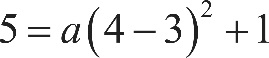 5 = a(4 − 3)² + 1